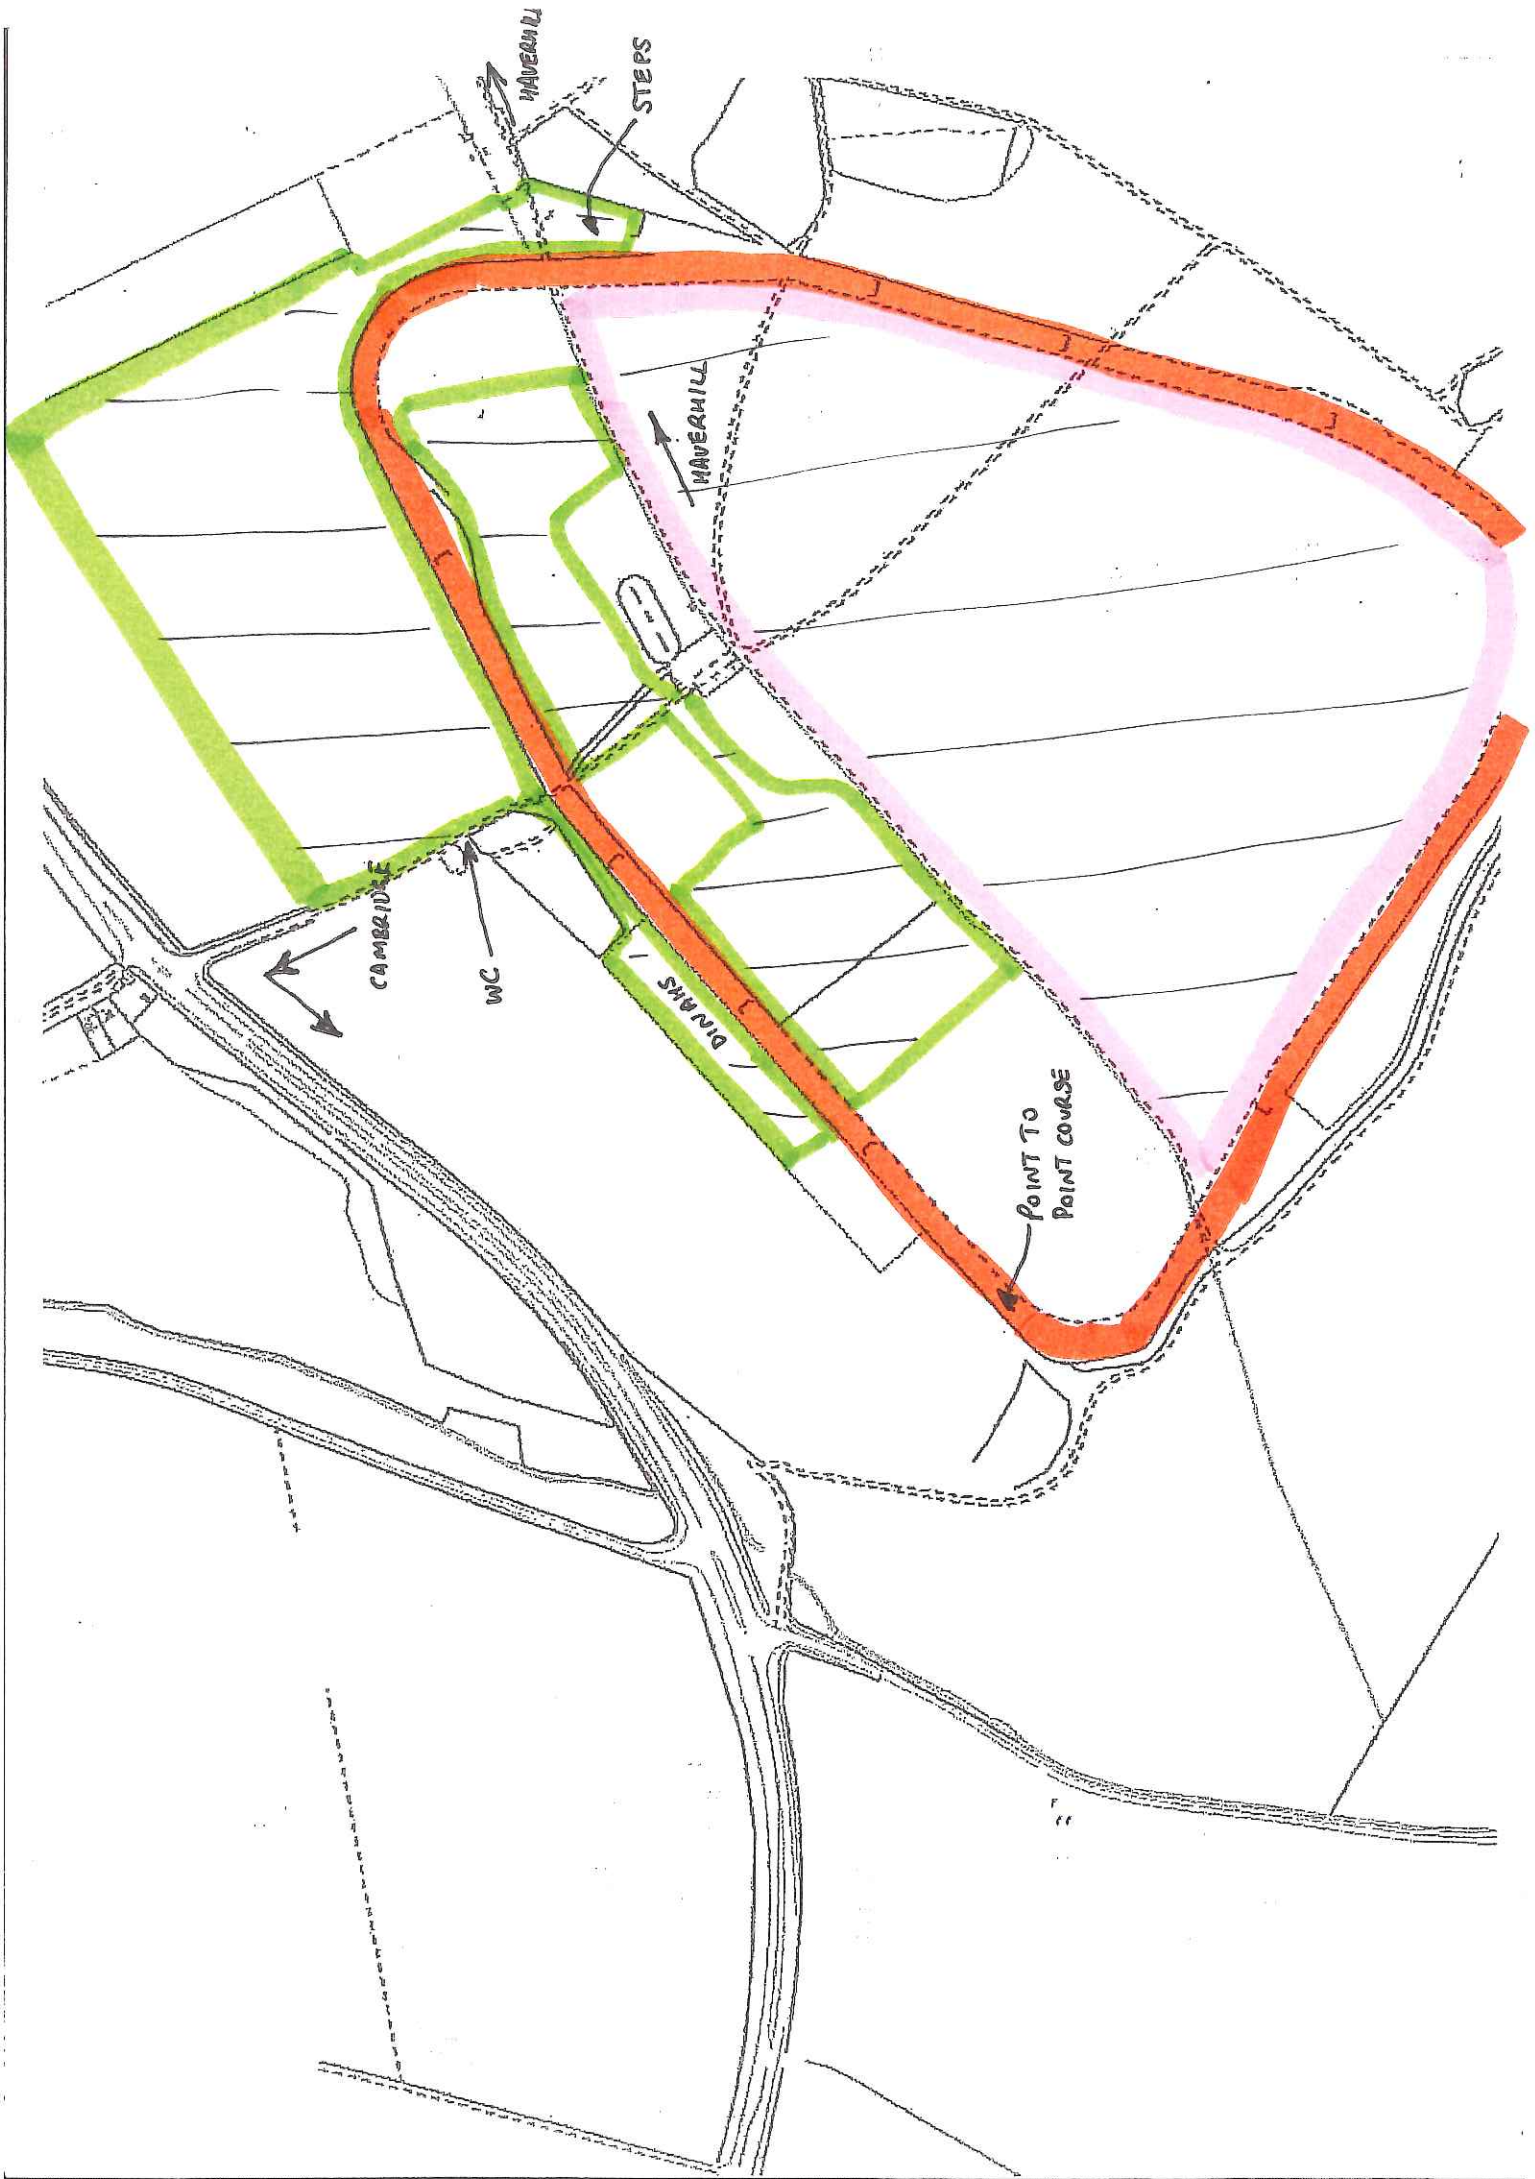 HAVERHILL
STEPS
HAVERHILL
CAMBRIDGE
WC
DINAHS
POINT TO
POINT COURSE